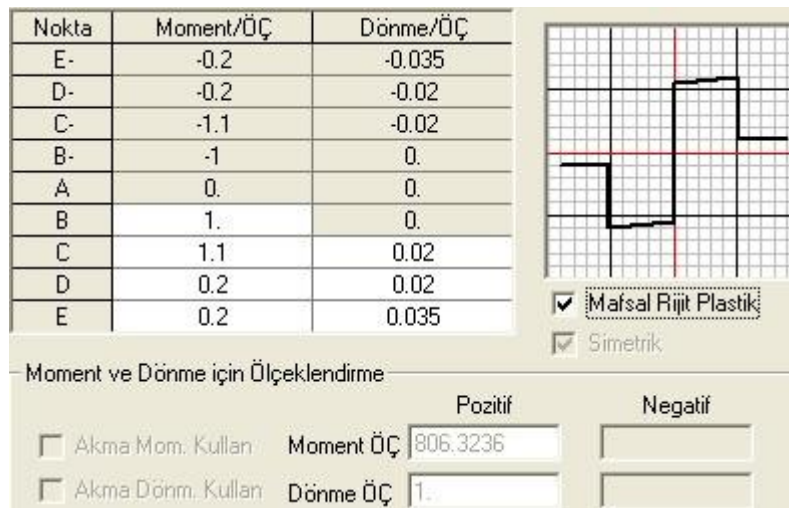 Nokta Moment/ÖÇ Dönme/ÖÇ
E- -0.2 -0.035
D- -0.2 -0.02
C- -1.1 -0.02
B- -1 0.
A 0. 0.
B 1. 0.
C 1.1 0.02
D 0.2 0.02
E 0.2 0.035
Mafsal Rijit Plastik
Simetrik
Moment ve Dönme için Ölçeklendirme
Pozitif Negatif
Akma Mom. Kullan Moment ÖÇ 806.3236
Akma Dönm. Kullan Dönme ÖÇ 1.